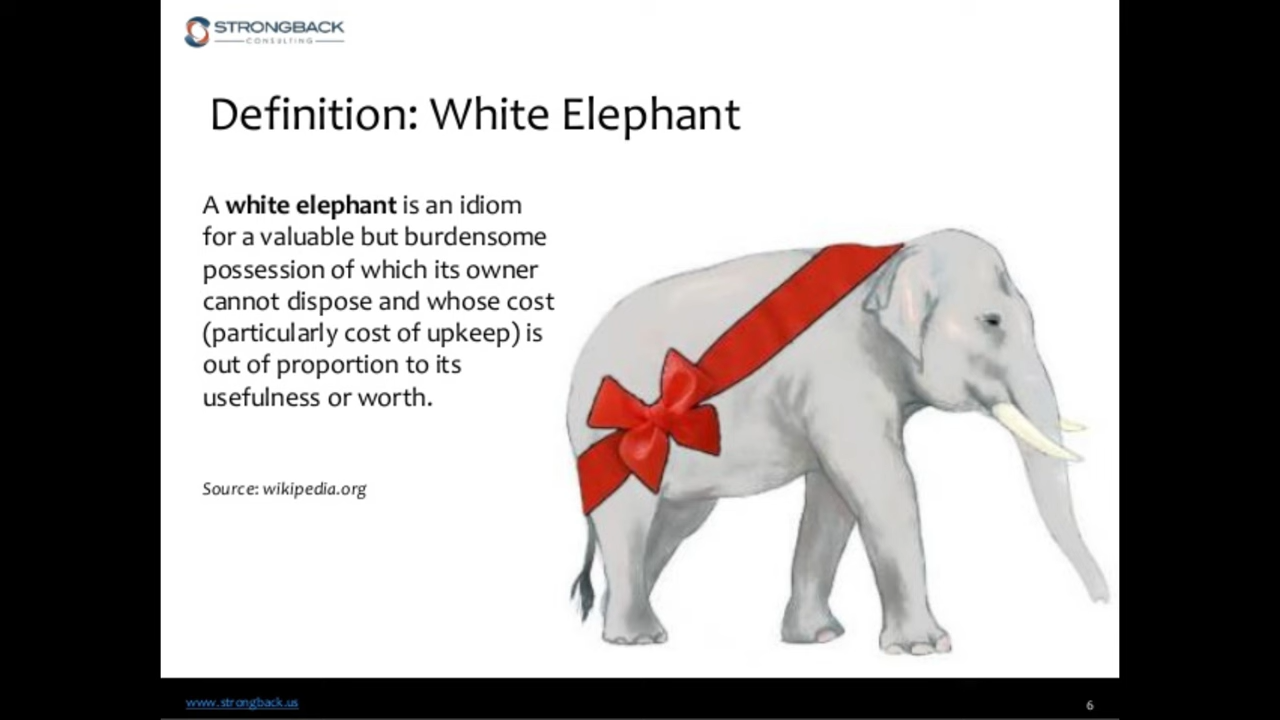 STRONGBACK
CONSULTING
Definition: White Elephant
A white elephant is an idiom
for a valuable but burdensome
possession of which its owner
cannot dispose and whose cost
(particularly cost of upkeep) is
out of proportion to its
usefulness or worth.
Source: wikipedia.org
www.strongback.us
6